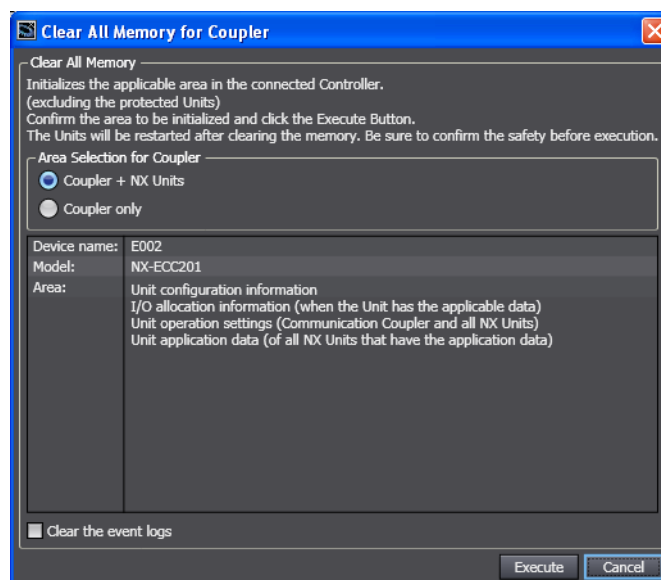 Clear All Memory for Coupler
Clear All Memory
Initializes the applicable area in the connected Controller.
(excluding the protected Units)
Confirm the area to be initialized and click the Execute Button.
The Units will be restarted after clearing the memory. Be sure to confirm the safety before execution.
Area Selection for Coupler
Coupler + NX Units
Coupler only
Device name: E002
Model: NX-ECC201
Area: Unit configuration information
I/O allocation information (when the Unit has the applicable data)
Unit operation settings (Communication Coupler and all NX Units)
Unit application data (of all NX Units that have the application data)
Clear the event logs
Execute Cancel